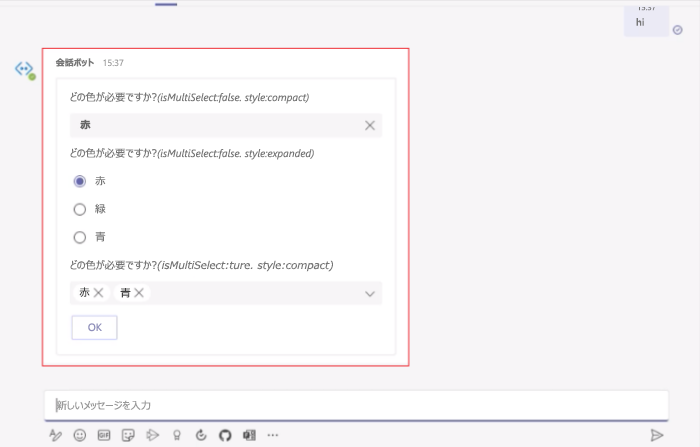 15:37
hi
会話ボット 15:37
どの色が必要ですか?(isMultiSelect:false. style:compact)
赤
どの色が必要ですか?(isMultiSelect:false. style:expanded)
赤
緑
青
どの色が必要ですか?(isMultiSelect:ture. style:compact)
赤 青
OK
新しいメッセージを入力
GIF